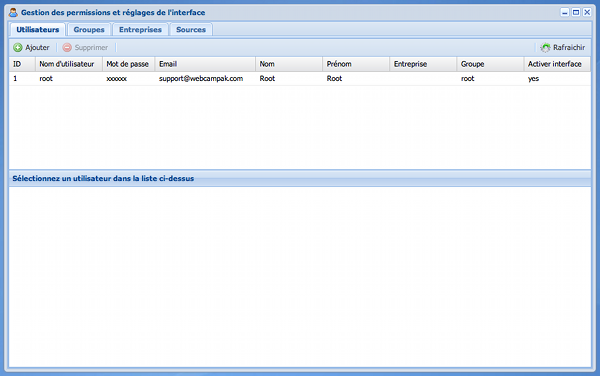 Gestion des permissions et réglages de l'interface
Utilisateurs Groupes Entreprises Sources
Ajouter Supprimer Rafraichir
ID Nom d'utilisateur Mot de passe Email Nom Prénom Entreprise Groupe Activer interface
1 root xxxxxx support@webcampak.com Root Root root yes
Sélectionnez un utilisateur dans la liste ci-dessus